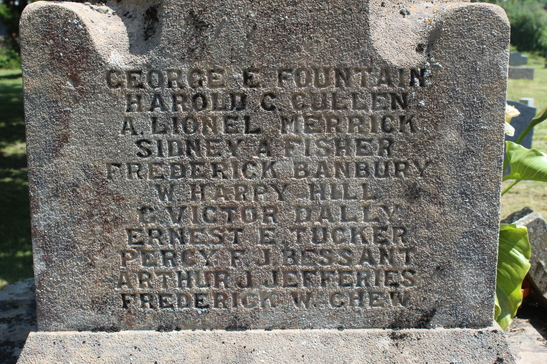 GEORGE E. FOUNTAIN
HAROLD C. CULLEN
A. LIONEL MERRICK
SIDNEY A. FISHER
FREDERICK BANBURY
W. HARPY HILL
C. VICTOR DALLY
ERNEST E. TUCKER
PERCY F. J. BESSANT
ARTHUR J. JEFFERIES
FREDERICK W. CHEW